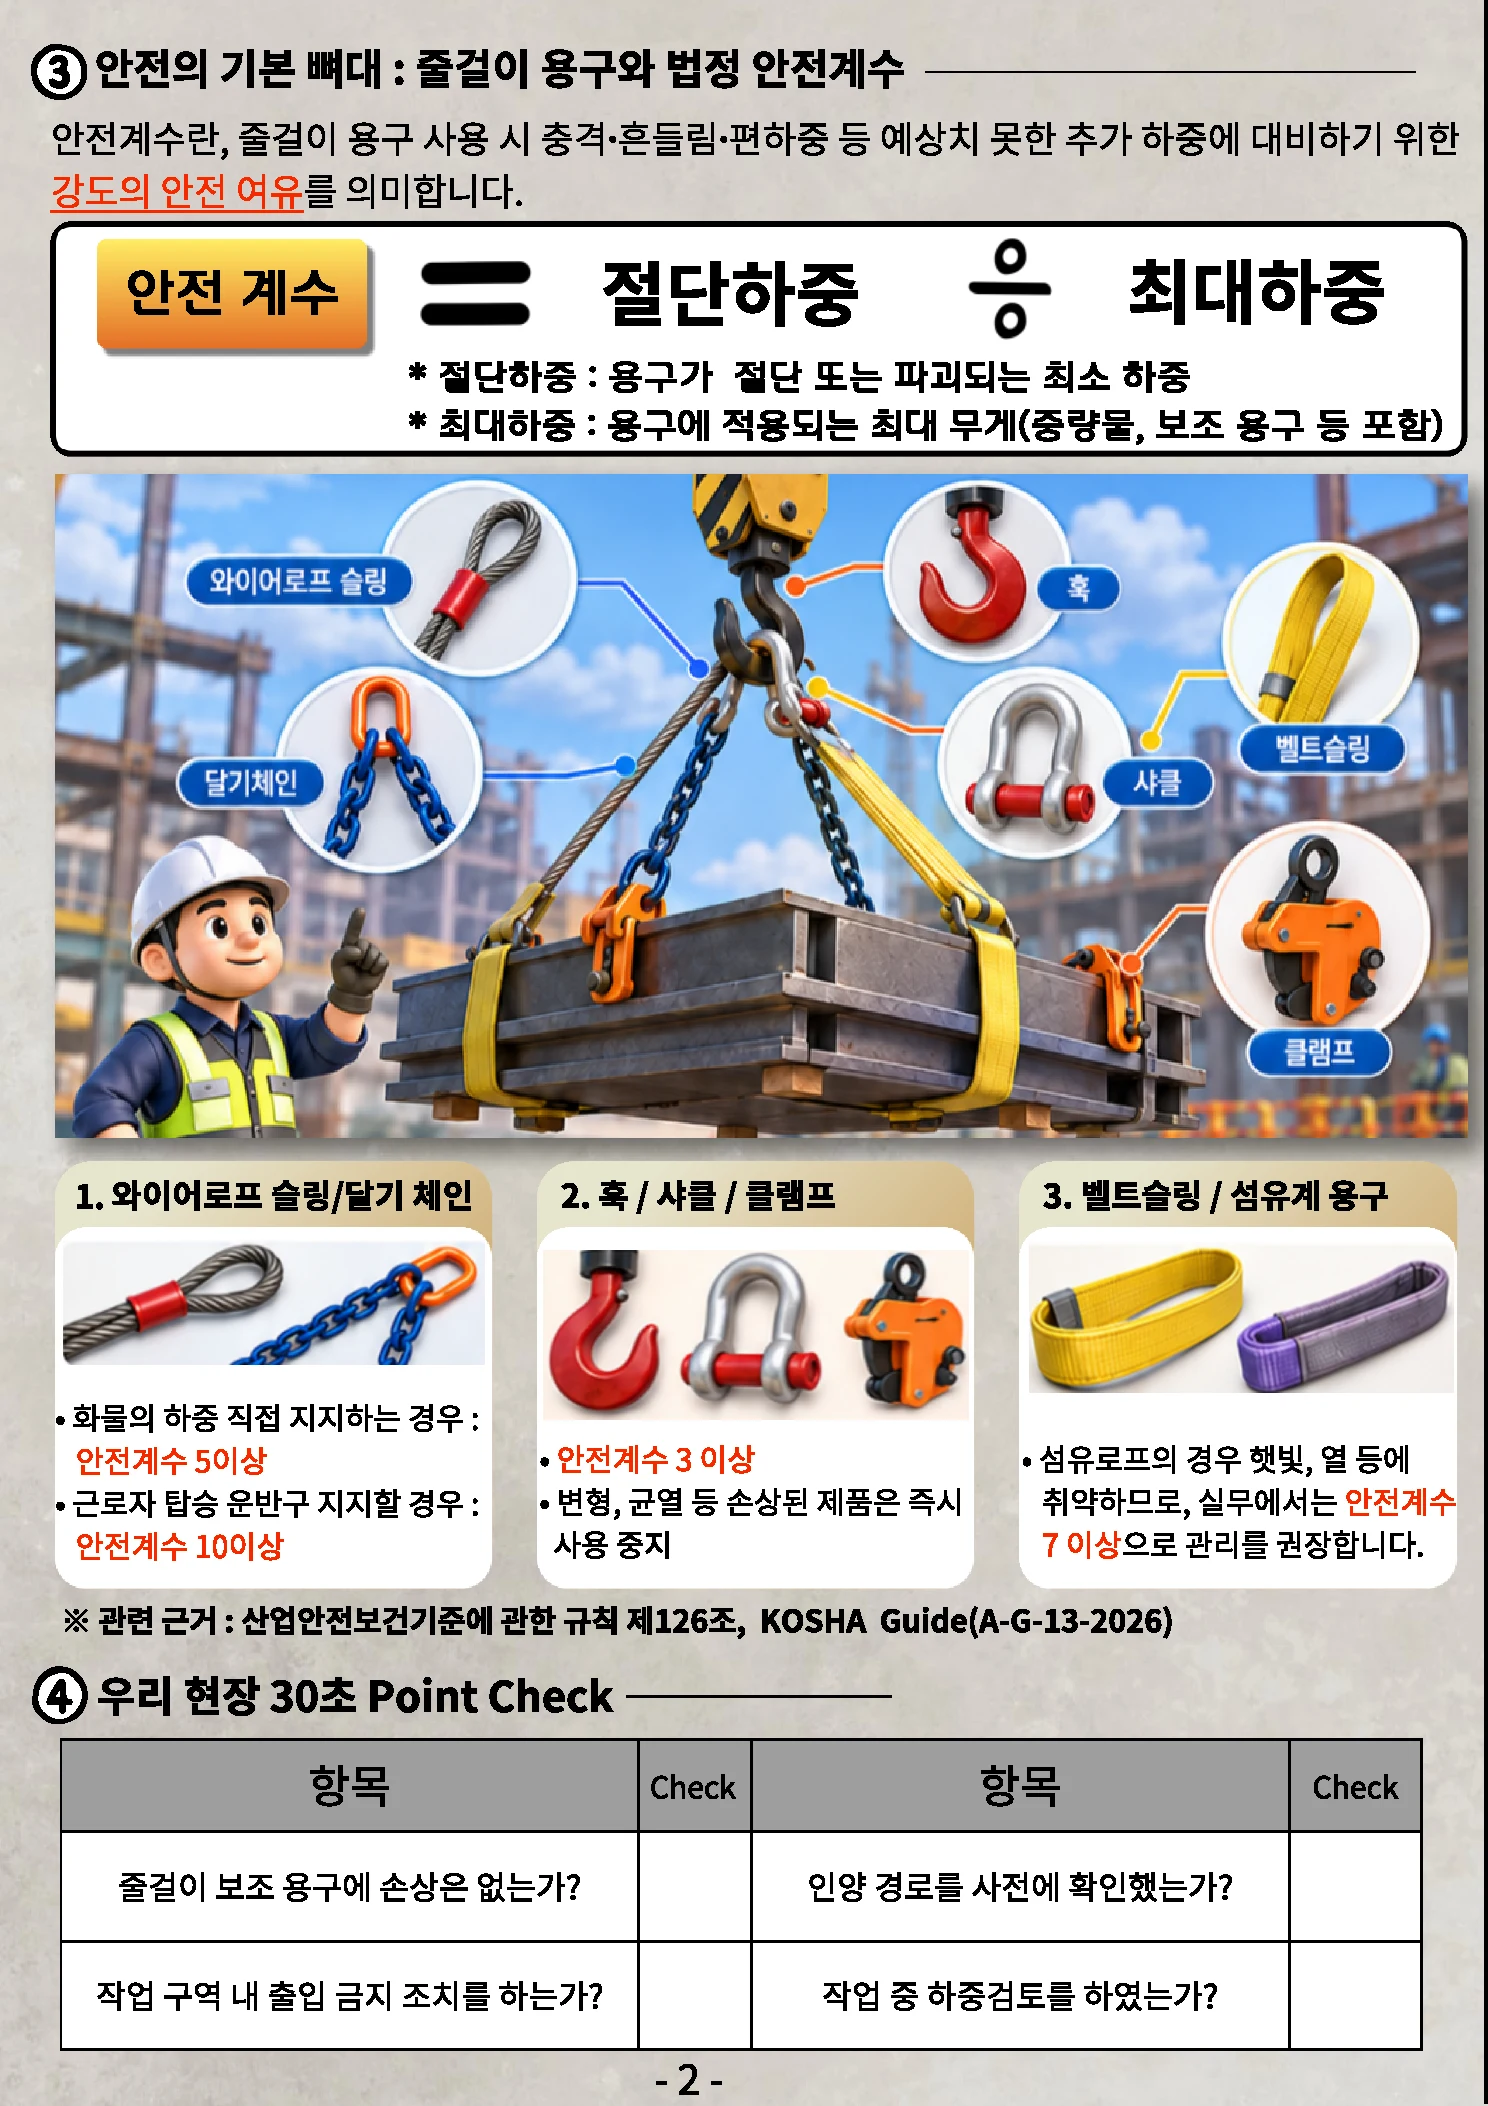 ③ 안전의 기본 뼈대 : 줄걸이 용구와 법정 안전계수
안전계수란, 줄걸이 용구 사용 시 충격·흔들림·편하중 등 예상치 못한 추가 하중에 대비하기 위한
강도의 안전 여유를 의미합니다.
안전 계수 = 절단하중 ÷ 최대하중
* 절단하중 : 용구가 절단 또는 파괴되는 최소 하중
* 최대하중 : 용구에 적용되는 최대 무게(중량물, 보조 용구 등 포함)
와이어로프 슬링
훅
벨트슬링
달기체인
샤클
클램프
1. 와이어로프 슬링/달기 체인
• 화물의 하중 직접 지지하는 경우 :
안전계수 5이상
• 근로자 탑승 운반구 지지할 경우 :
안전계수 10이상
2. 훅 / 샤클 / 클램프
• 안전계수 3 이상
• 변형, 균열 등 손상된 제품은 즉시
사용 중지
3. 벨트슬링 / 섬유계 용구
• 섬유로프의 경우 햇빛, 열 등에
취약하므로, 실무에서는 안전계수
7 이상으로 관리를 권장합니다.
※ 관련 근거 : 산업안전보건기준에 관한 규칙 제126조, KOSHA Guide(A-G-13-2026)
④ 우리 현장 30초 Point Check
항목 Check 항목 Check
줄걸이 보조 용구에 손상은 없는가? 인양 경로를 사전에 확인했는가?
작업 구역 내 출입 금지 조치를 하는가? 작업 중 하중검토를 하였는가?
- 2 -